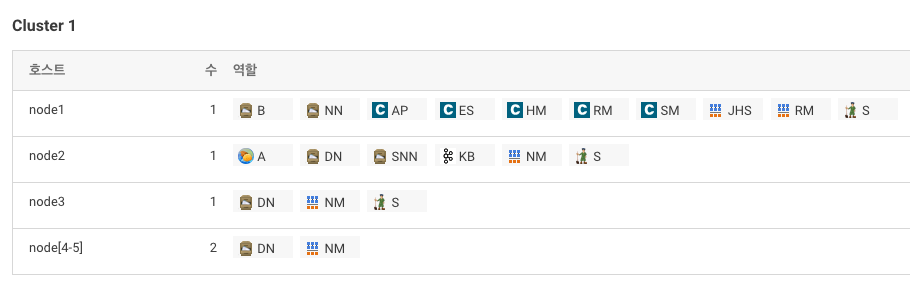 Cluster 1
호스트 수 역할
node1 1 B NN AP ES HM RM SM JHS RM S
node2 1 A DN SNN KB NM S
node3 1 DN NM S
node[4-5] 2 DN NM